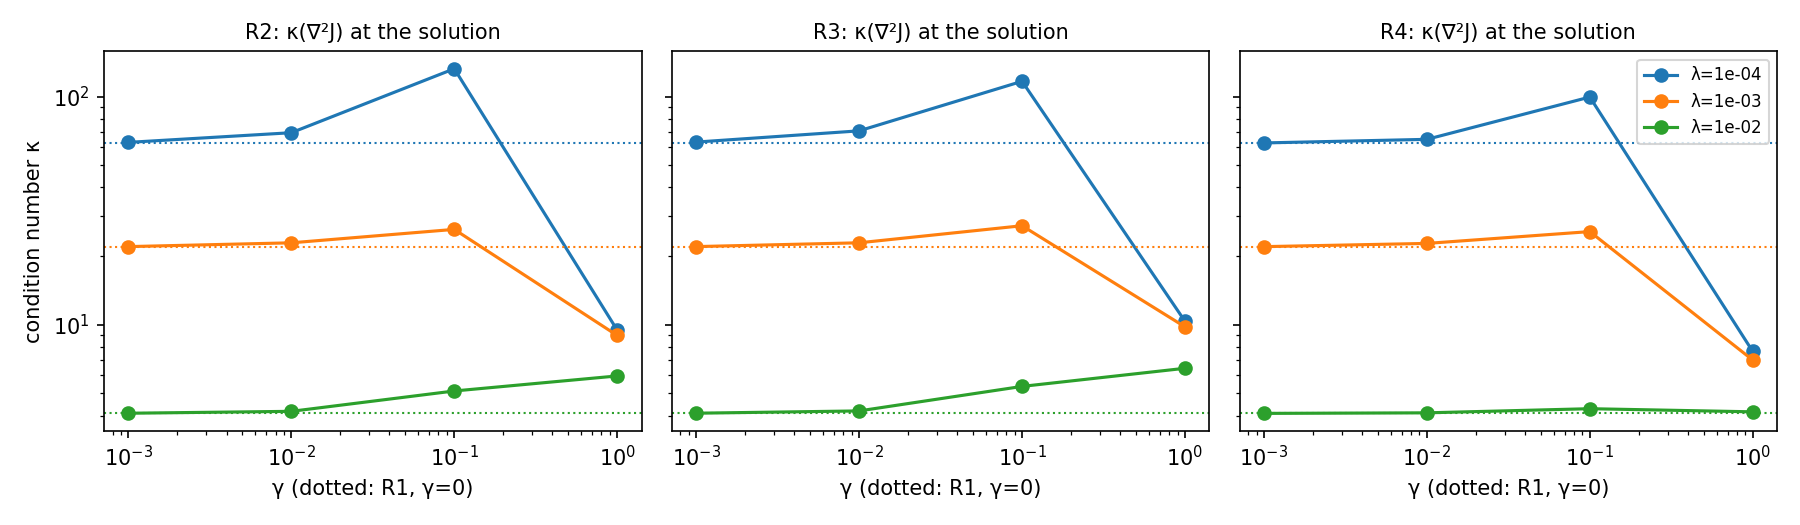 R2: κ(∇²J) at the solution
R3: κ(∇²J) at the solution
R4: κ(∇²J) at the solution
condition number κ
10²
10¹
10⁻³ 10⁻² 10⁻¹ 10⁰
10⁻³ 10⁻² 10⁻¹ 10⁰
10⁻³ 10⁻² 10⁻¹ 10⁰
γ (dotted: R1, γ=0)
γ (dotted: R1, γ=0)
γ (dotted: R1, γ=0)
λ=1e-04
λ=1e-03
λ=1e-02